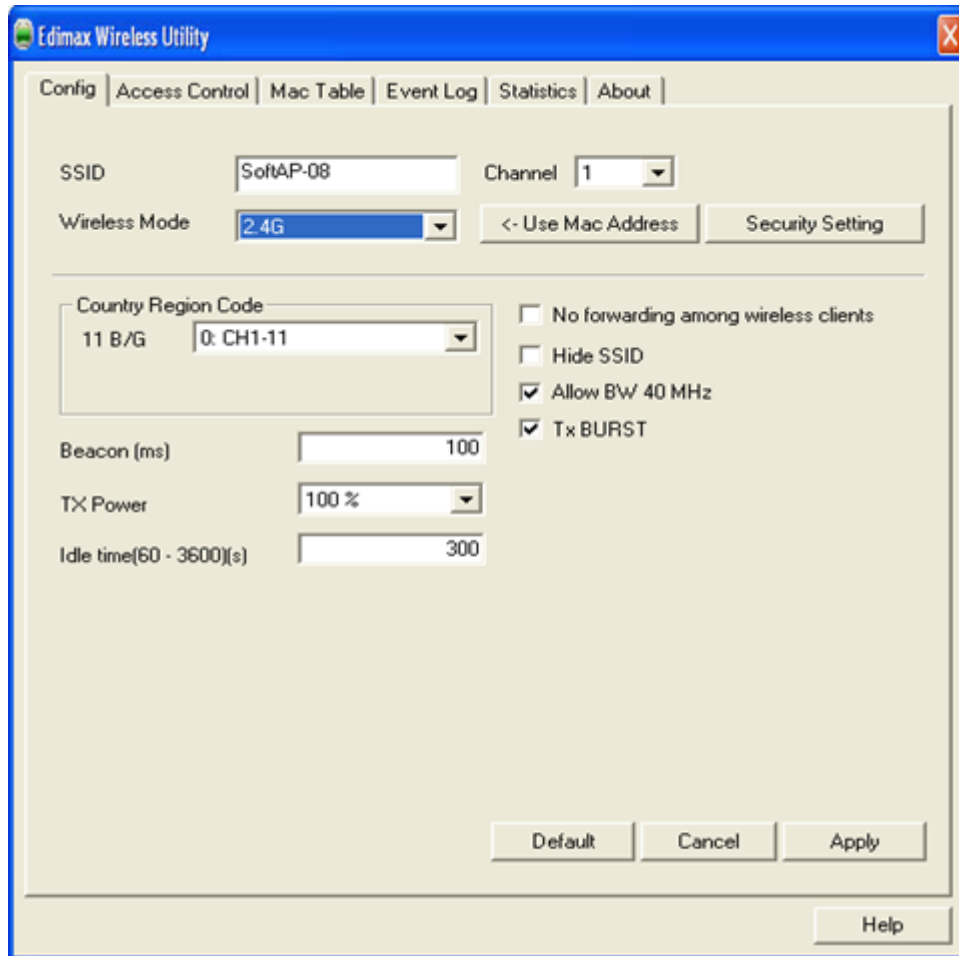 Edimax Wireless Utility
Config Access Control Mac Table Event Log Statistics About
SSID SoftAP-08 Channel 1
Wireless Mode 2.4G <- Use Mac Address Security Setting
Country Region Code
11 B/G 0: CH1-11
No forwarding among wireless clients
Hide SSID
Allow BW 40 MHz
Tx BURST
Beacon (ms) 100
TX Power 100 %
Idle time(60 - 3600)(s) 300
Default Cancel Apply
Help